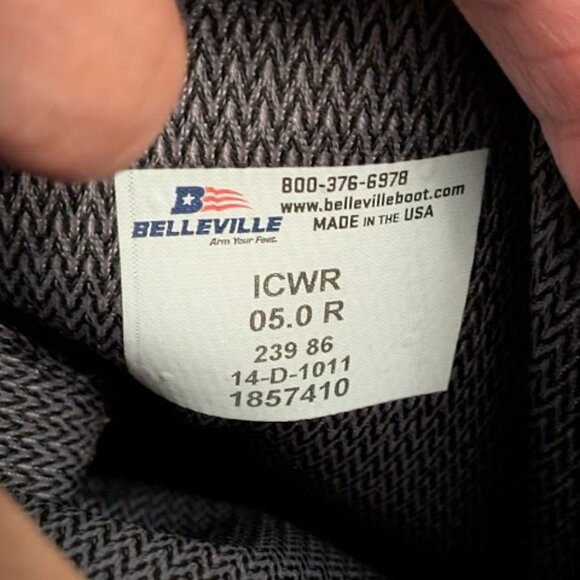 B
BELLEVILLE
Arm Your Feet.
800-376-6978
www.bellevilleboot.com
MADE IN THE USA
ICWR
05.0 R
239 86
14-D-1011
1857410